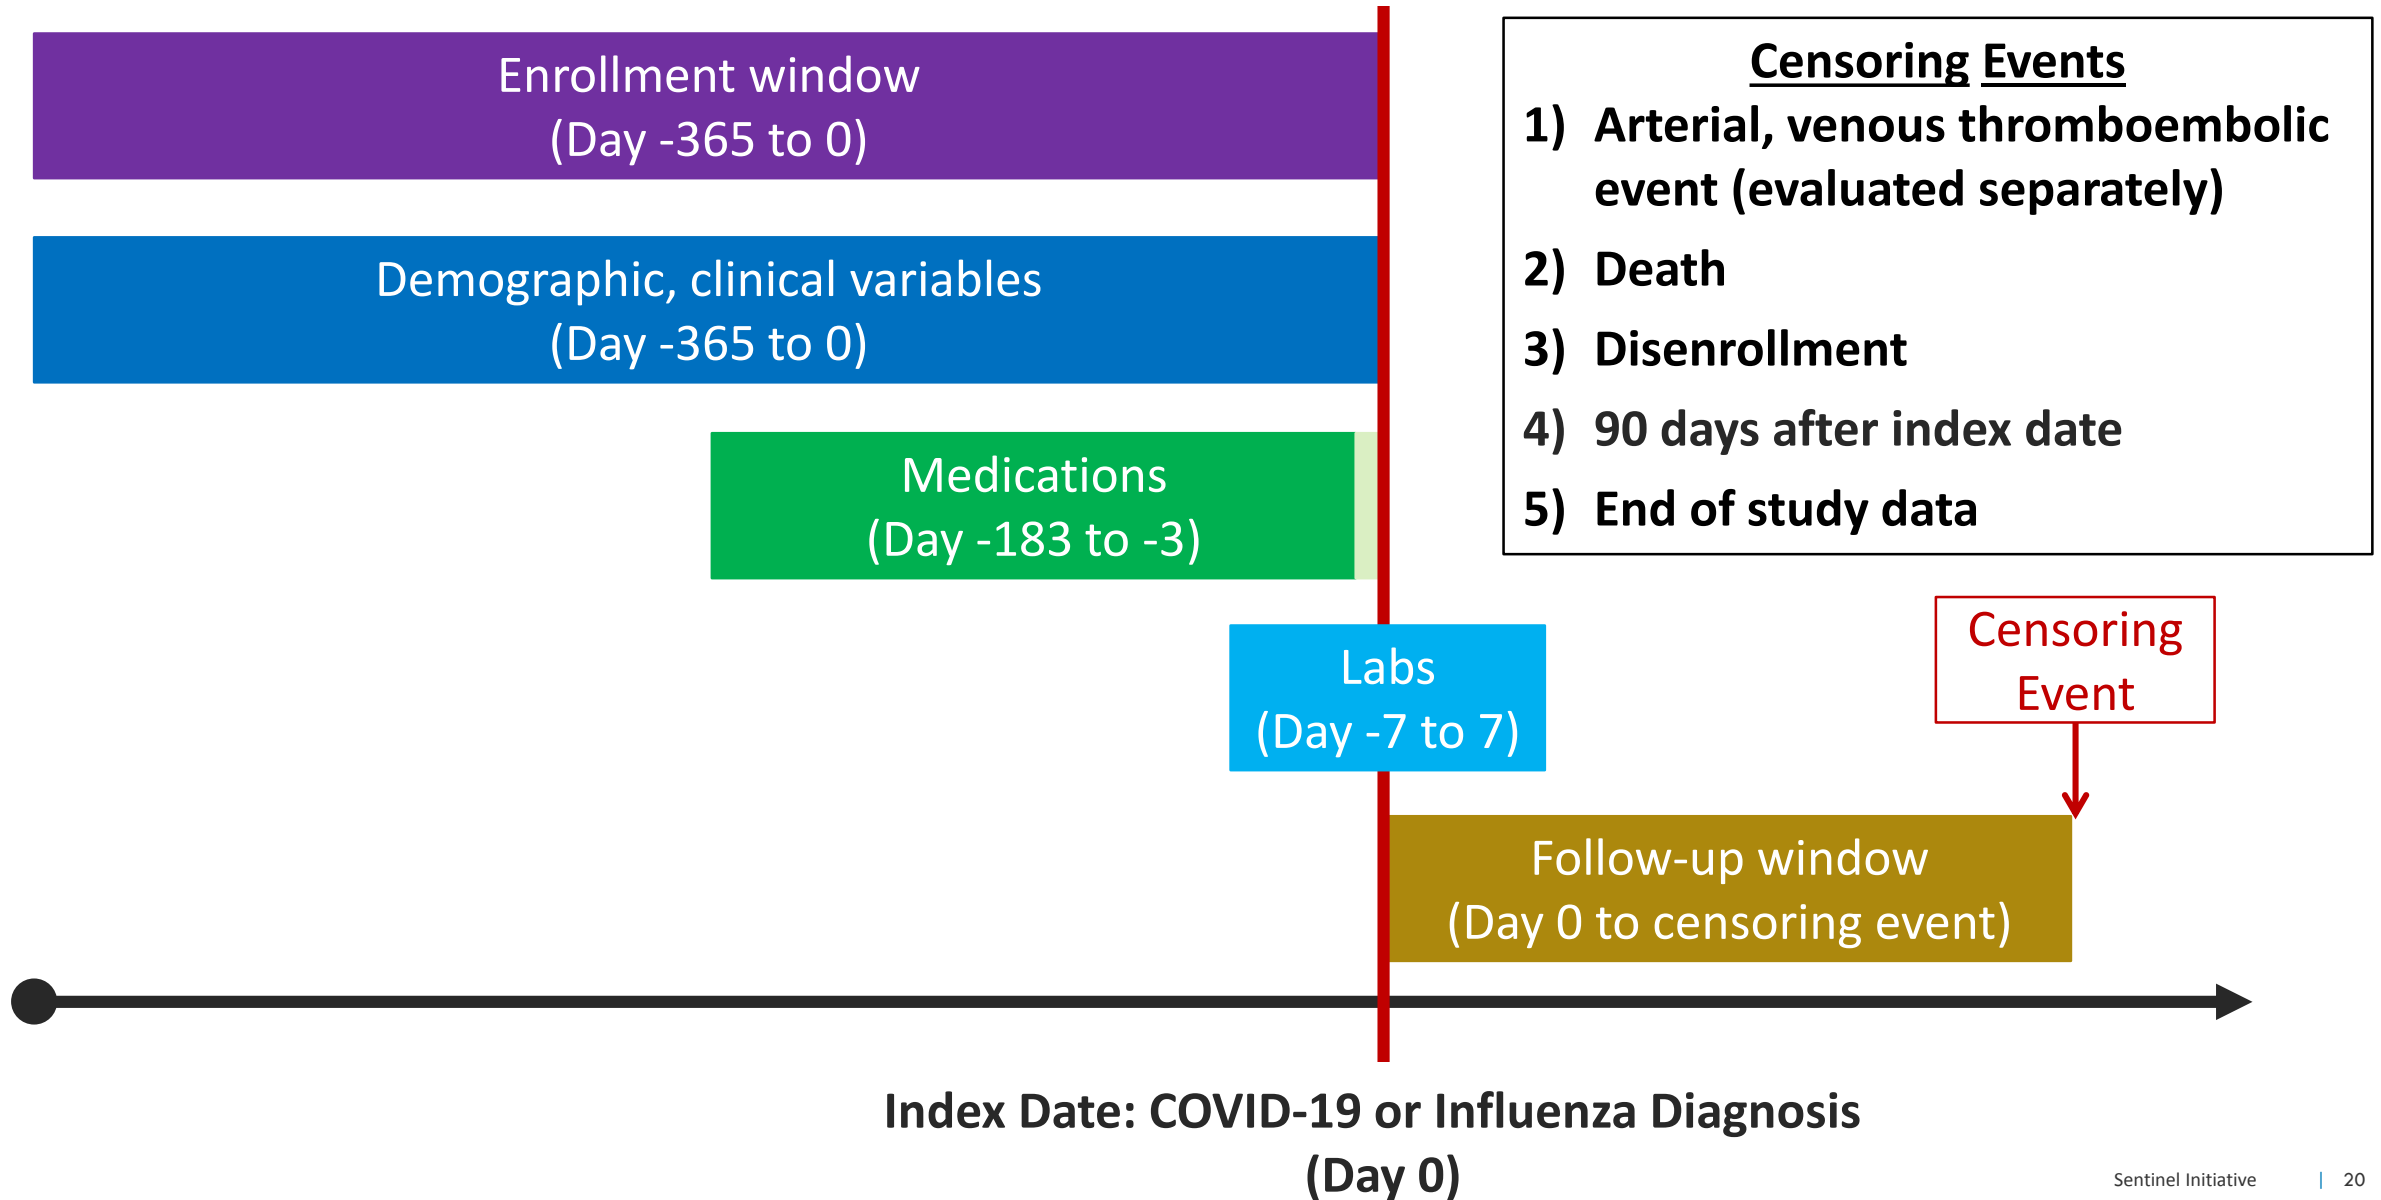 Enrollment window
(Day -365 to 0)
Demographic, clinical variables
(Day -365 to 0)
Medications
(Day -183 to -3)
Labs
(Day -7 to 7)
Follow-up window
(Day 0 to censoring event)
Censoring Events
1) Arterial, venous thromboembolic
event (evaluated separately)
2) Death
3) Disenrollment
4) 90 days after index date
5) End of study data
Censoring
Event
Index Date: COVID-19 or Influenza Diagnosis
(Day 0)
Sentinel Initiative | 20